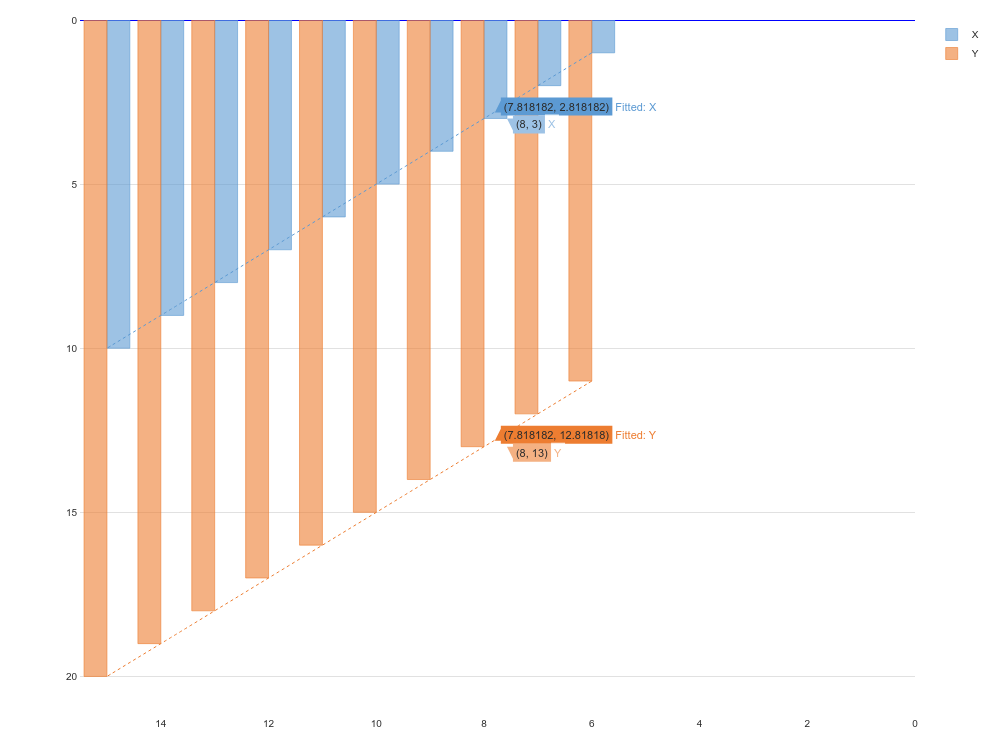 0
X
Y
(7.818182, 2.818182) Fitted: X
(8, 3) X
5
10
(7.818182, 12.81818) Fitted: Y
(8, 13) Y
15
20
14 12 10 8 6 4 2 0